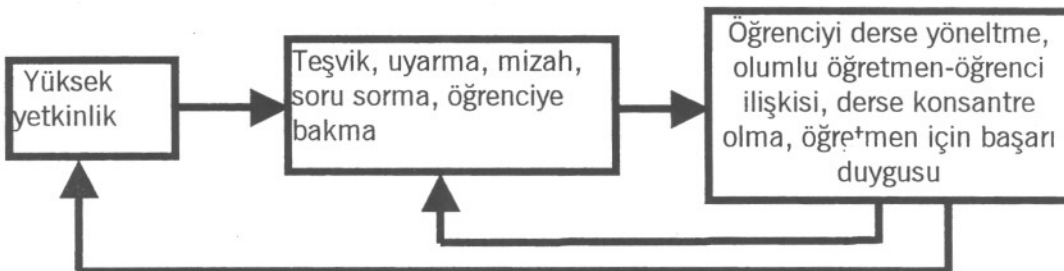 Yüksek
yetkinlik
Teşvik, uyarma, mizah,
soru sorma, öğrenciye
bakma
Öğrenciyi derse yöneltme,
olumlu öğretmen-öğrenci
ilişkisi, derse konsantre
olma, öğretmen için başarı
duygusu